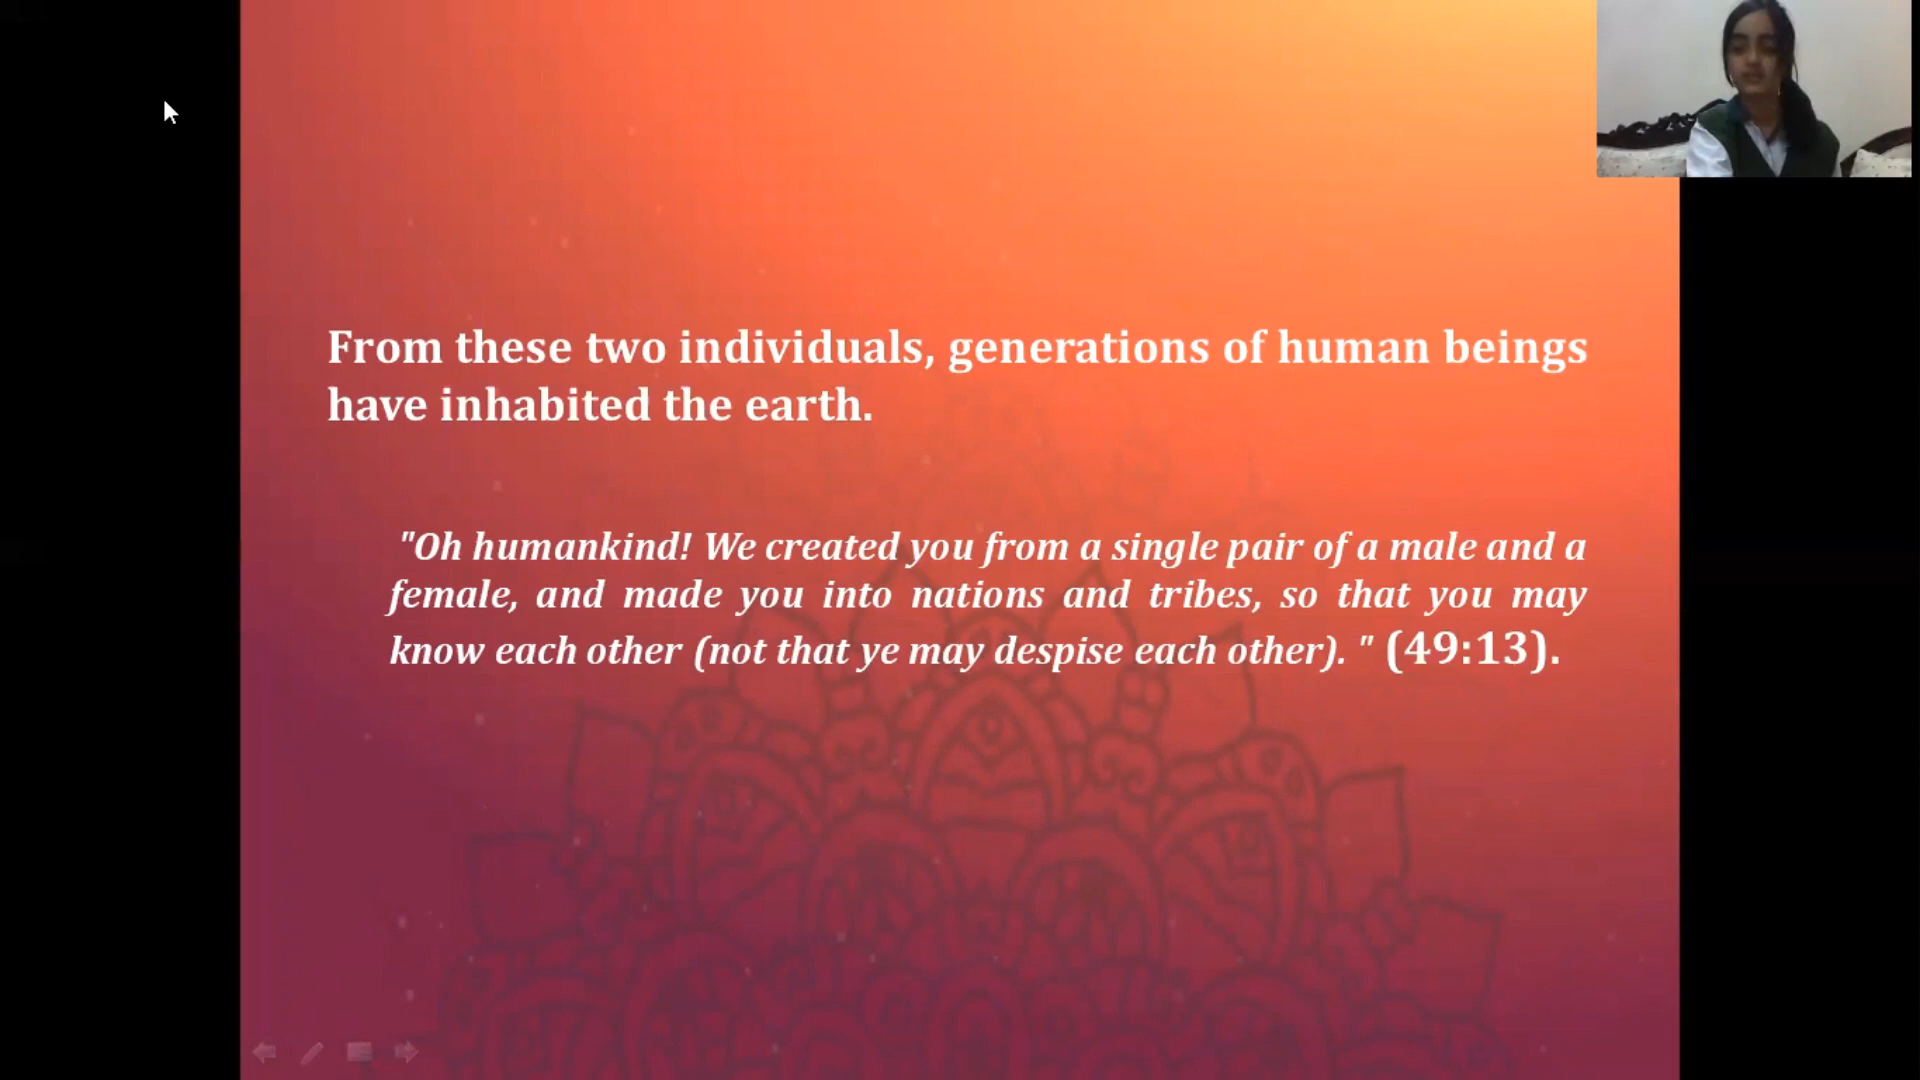 From these two individuals, generations of human beings
have inhabited the earth.
"Oh humankind! We created you from a single pair of a male and a
female, and made you into nations and tribes, so that you may
know each other (not that ye may despise each other). " (49:13).